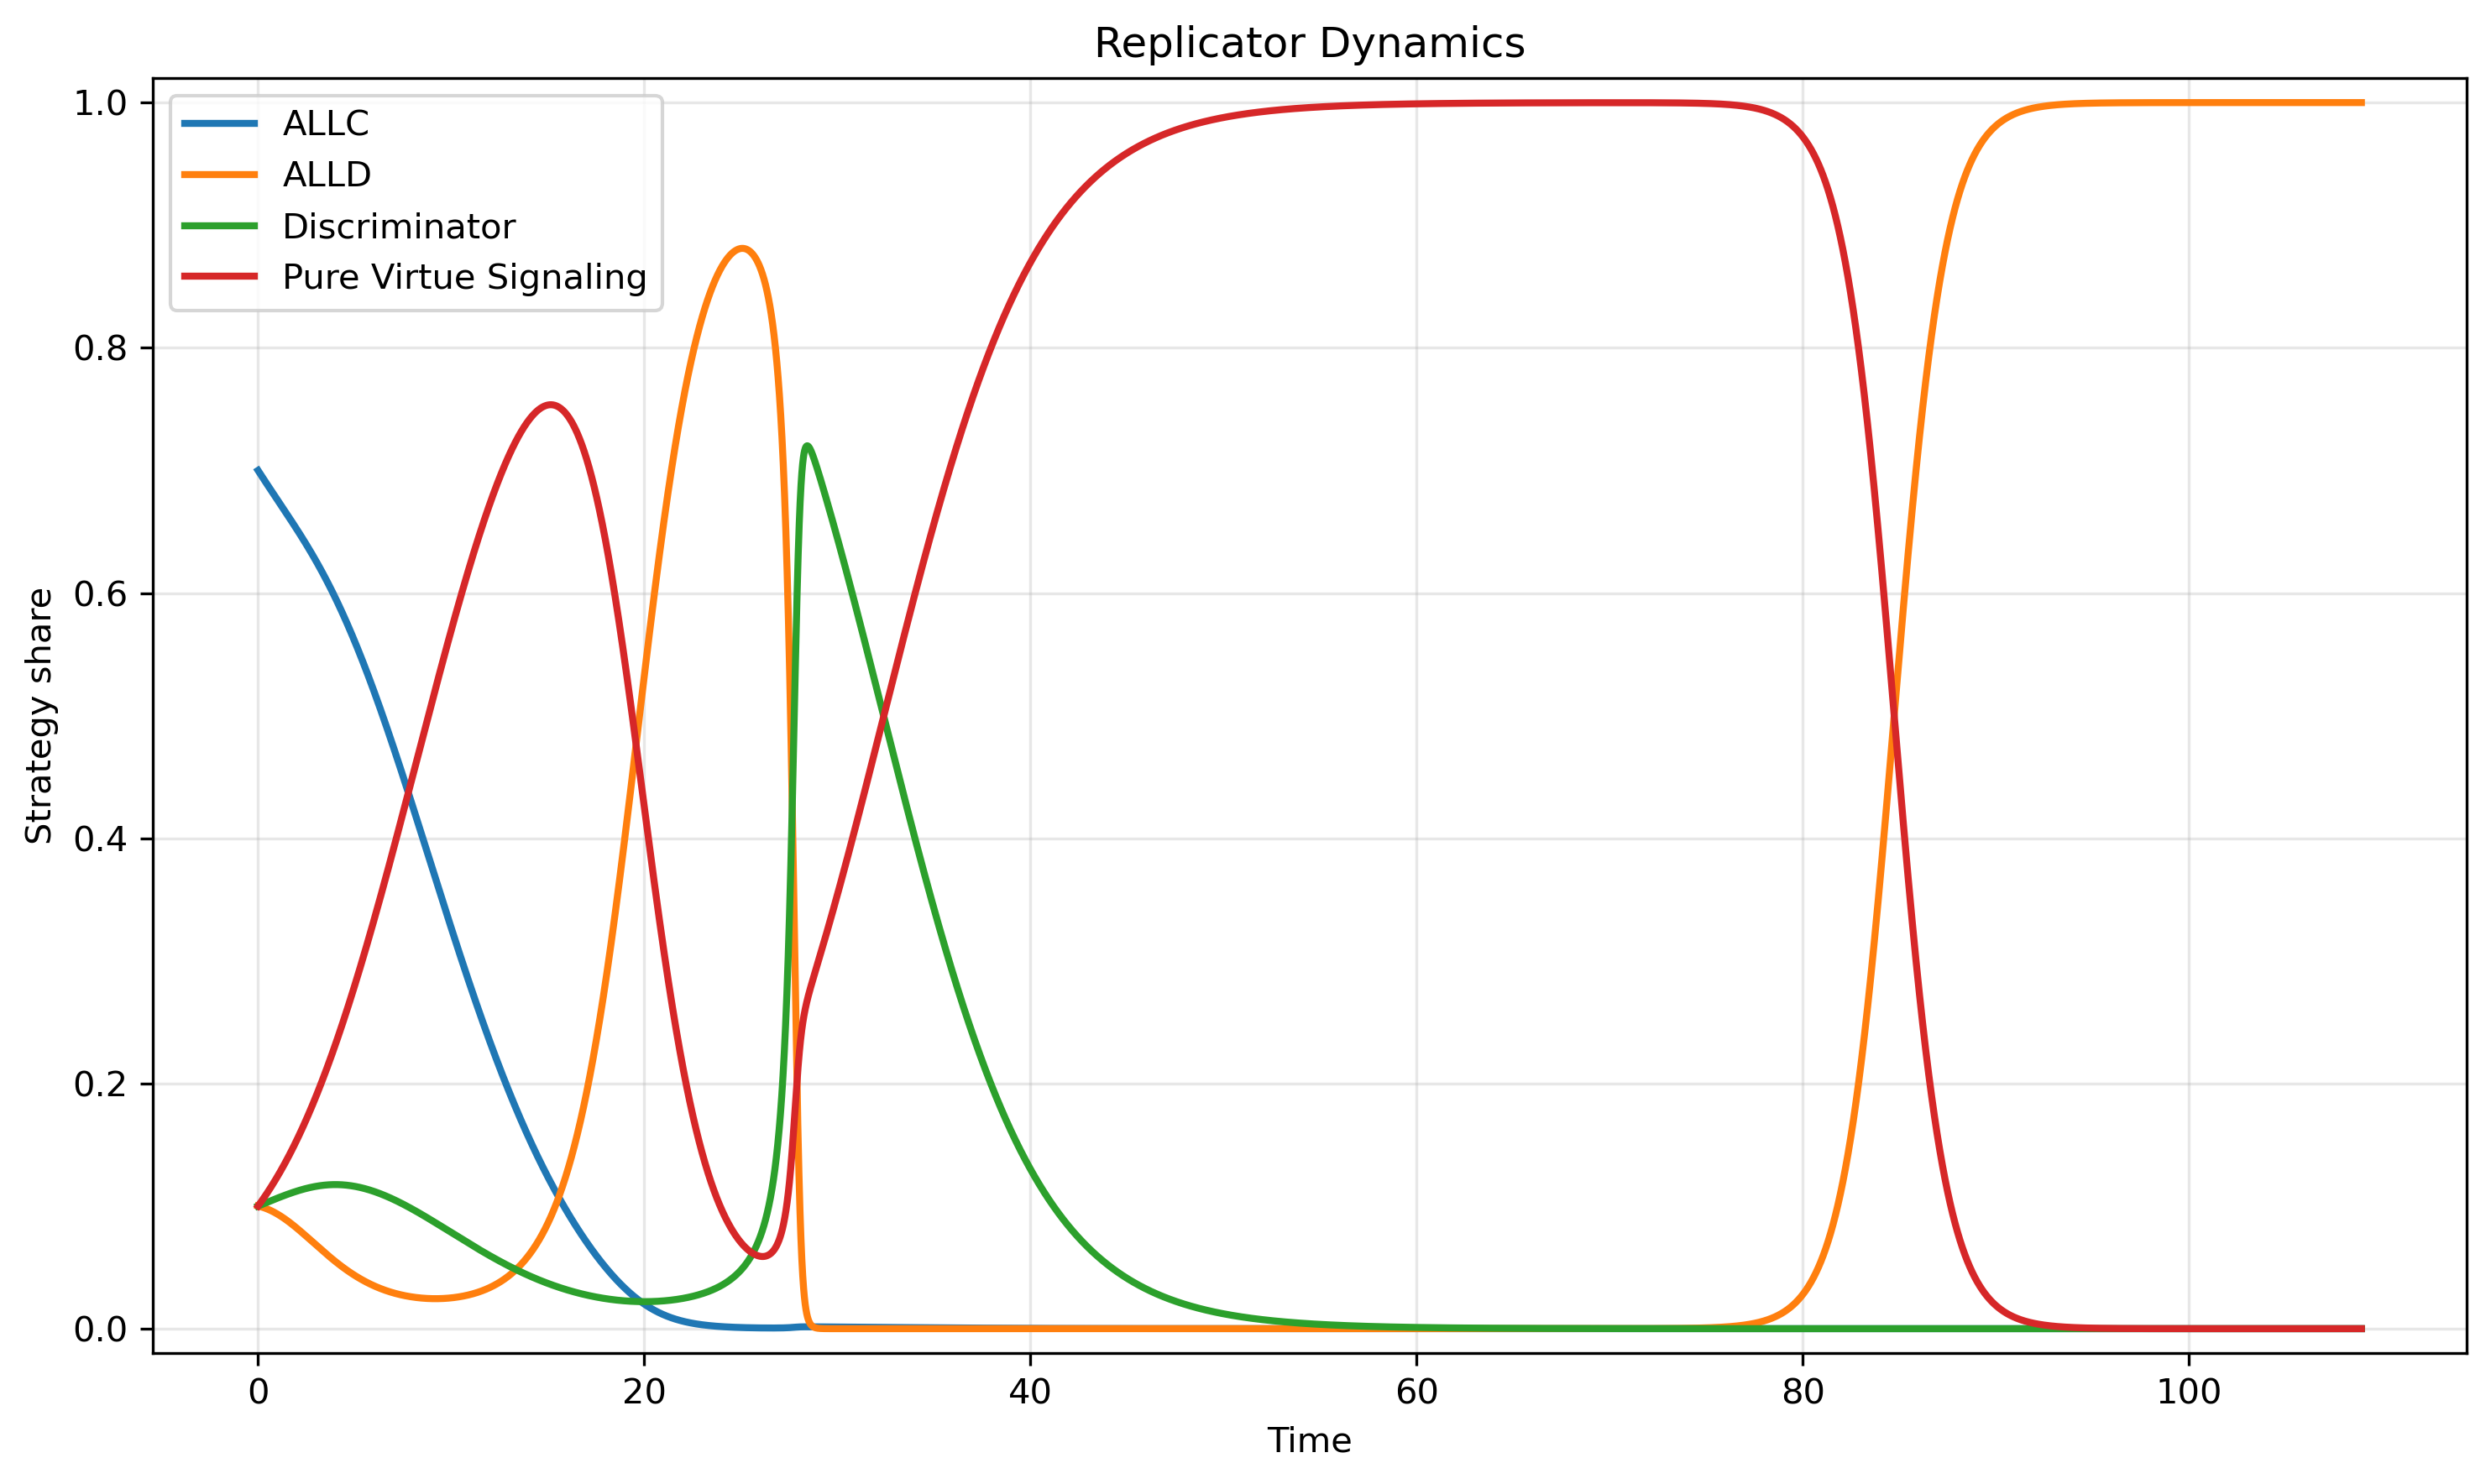 Replicator Dynamics
ALLC
ALLD
Discriminator
Pure Virtue Signaling
Strategy share
1.0
0.8
0.6
0.4
0.2
0.0
0 20 40 60 80 100
Time